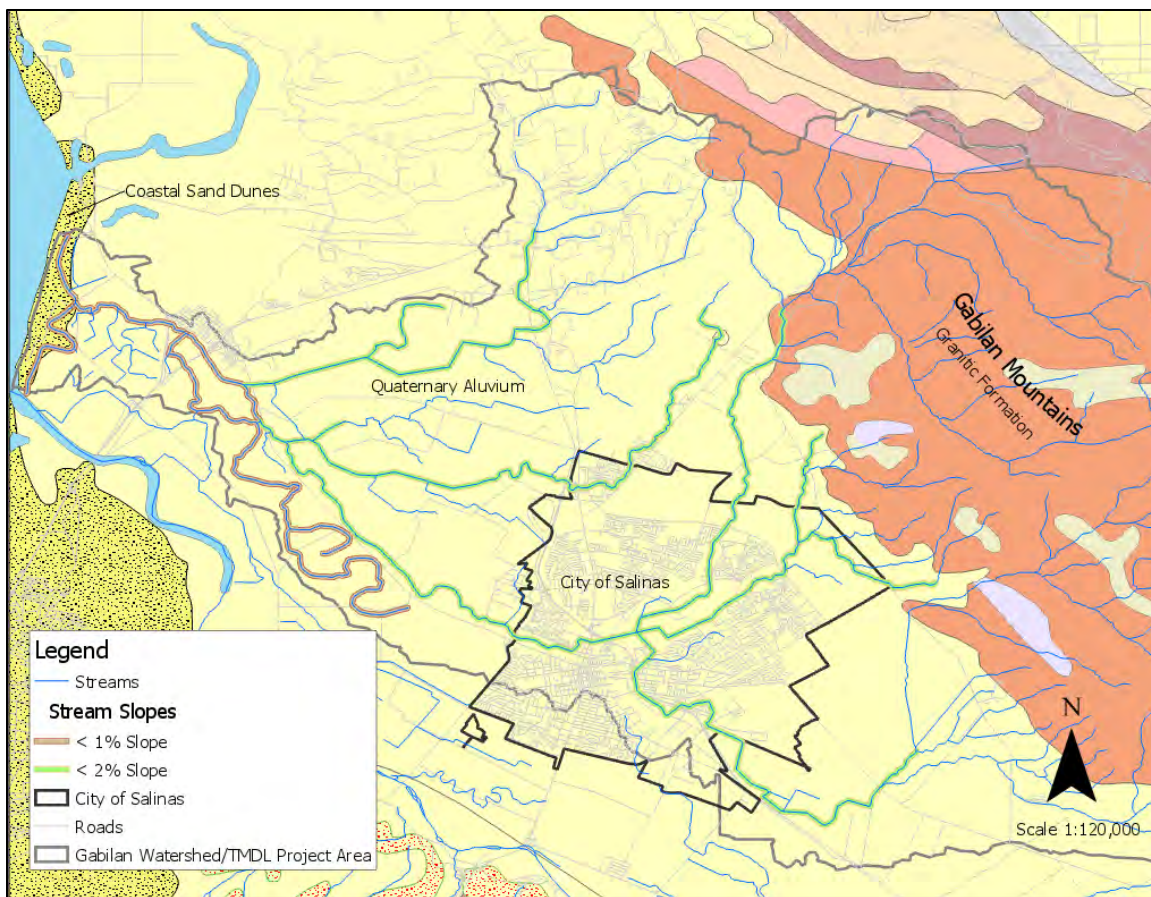 Coastal Sand Dunes
Gabilan Mountains
Granitic Formation
Quaternary Aluvium
City of Salinas
Legend
Streams
Stream Slopes
< 1% Slope
< 2% Slope
City of Salinas
Roads
Gabilan Watershed/TMDL Project Area
N
Scale 1:120,000